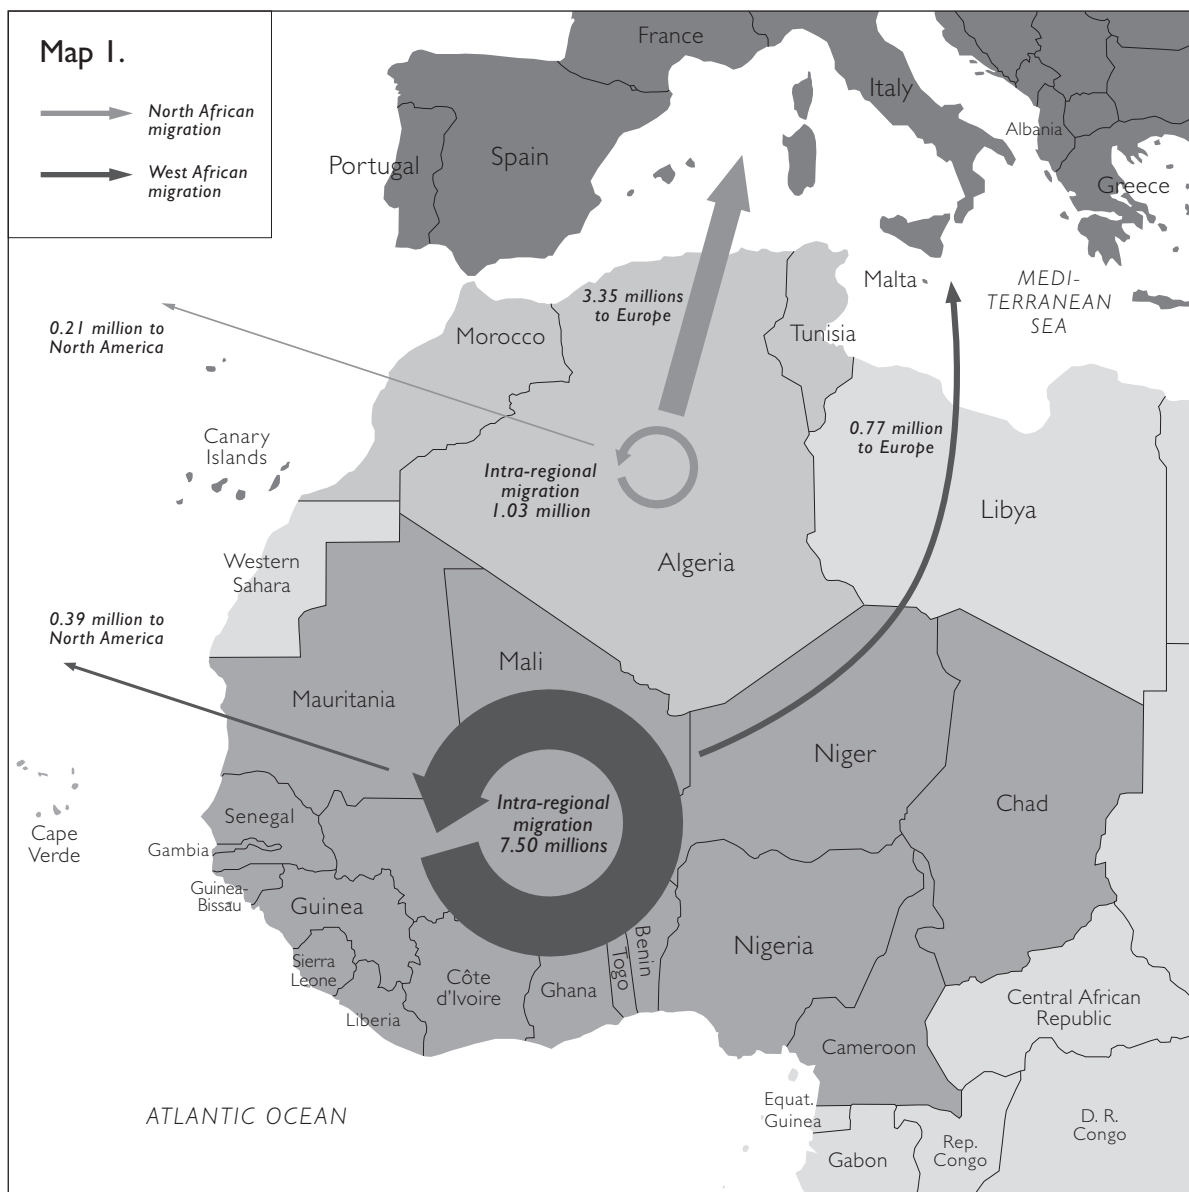 Map 1.
North African
migration
West African
migration
France
Italy
Albania
Portugal
Spain
Greece
Malta
MEDI-
TERRANEAN
SEA
3.35 millions
to Europe
0.21 million to
North America
Morocco
Tunisia
0.77 million
to Europe
Canary
Islands
Intra-regional
migration
1.03 million
Libya
Western
Sahara
Algeria
0.39 million to
North America
Mali
Mauritania
Niger
Chad
Intra-regional
migration
7.50 millions
Senegal
Cape
Verde
Gambia
Guinea-
Bissau
Guinea
Nigeria
Benin
Togo
Sierra
Leone
Côte
d'Ivoire
Ghana
Liberia
Central African
Republic
Cameroon
ATLANTIC OCEAN
Equat.
Guinea
D. R.
Congo
Rep.
Congo
Gabon